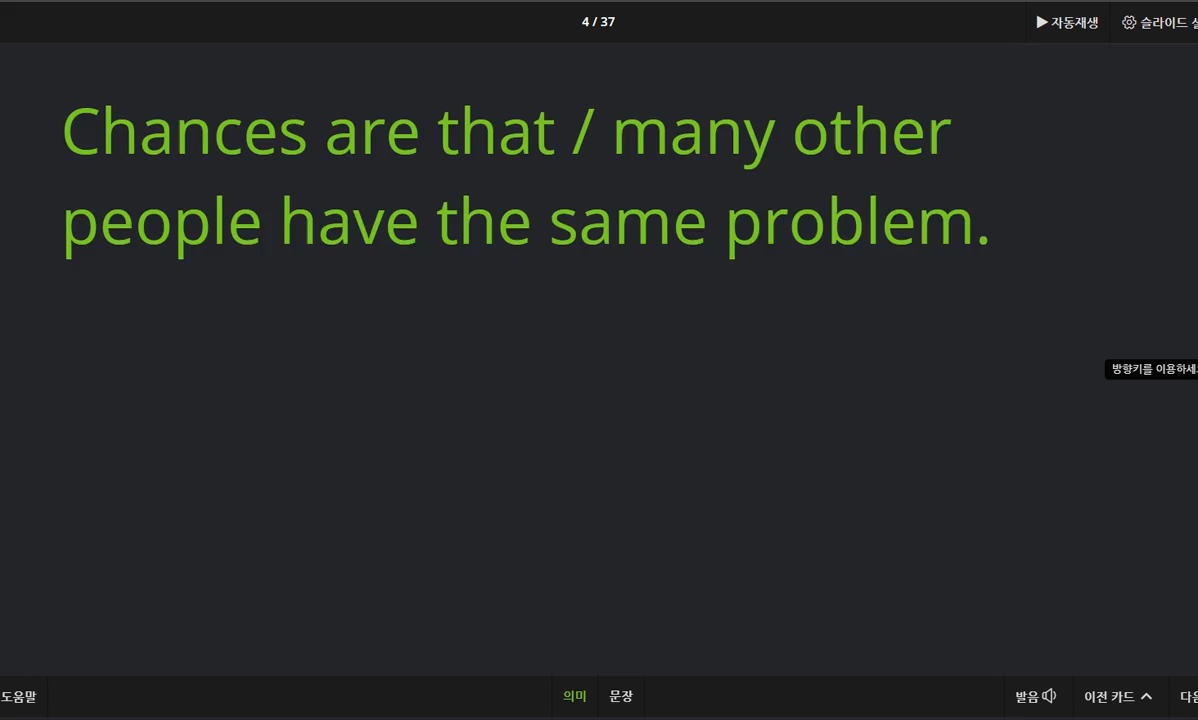 4 / 37
▶ 자동재생
슬라이드
Chances are that / many other
people have the same problem.
방향키를 이용하세
도움말
의미
문장
발음
이전 카드